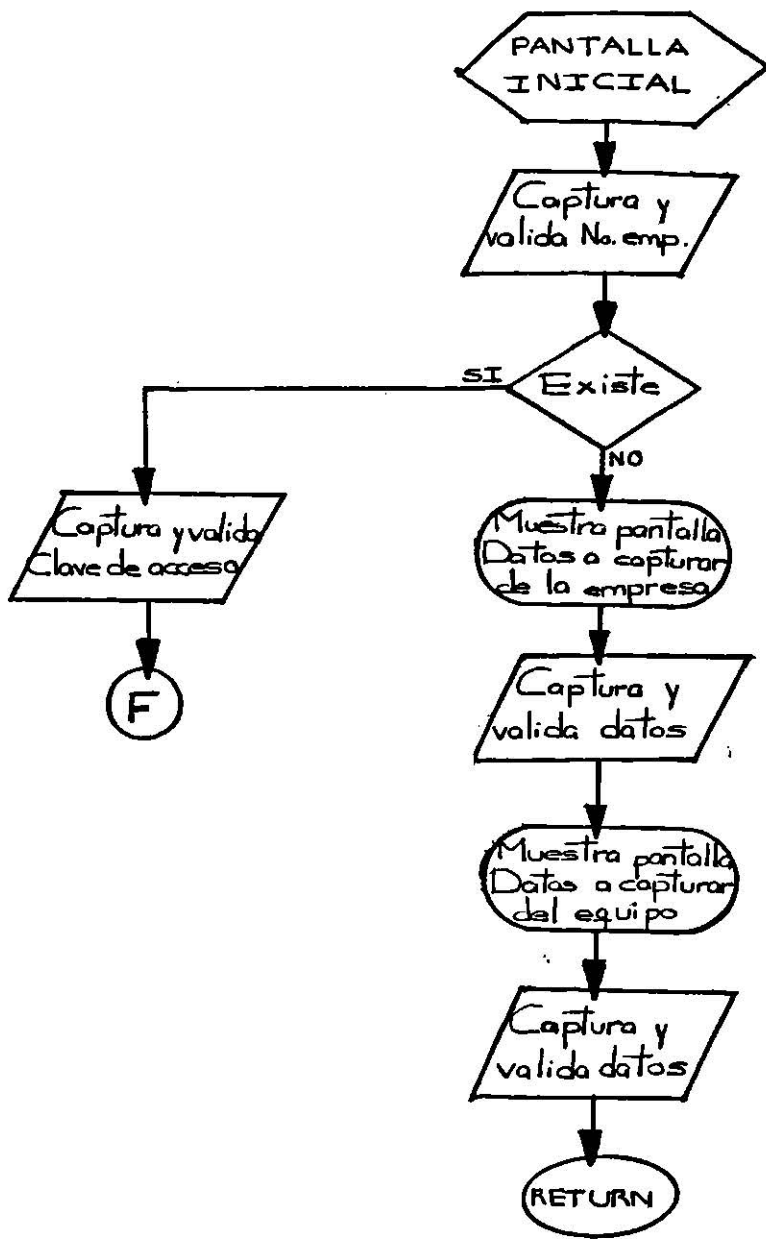 PANTALLA
INICIAL
Captura y
valida No. emp.
Existe
SI
NO
Captura y valida
Clave de acceso
F
Muestra pantalla
Datos a capturar
de la empresa
Captura y
valida datos
Muestra pantalla
Datos a capturar
del equipo
Captura y
valida datos
RETURN